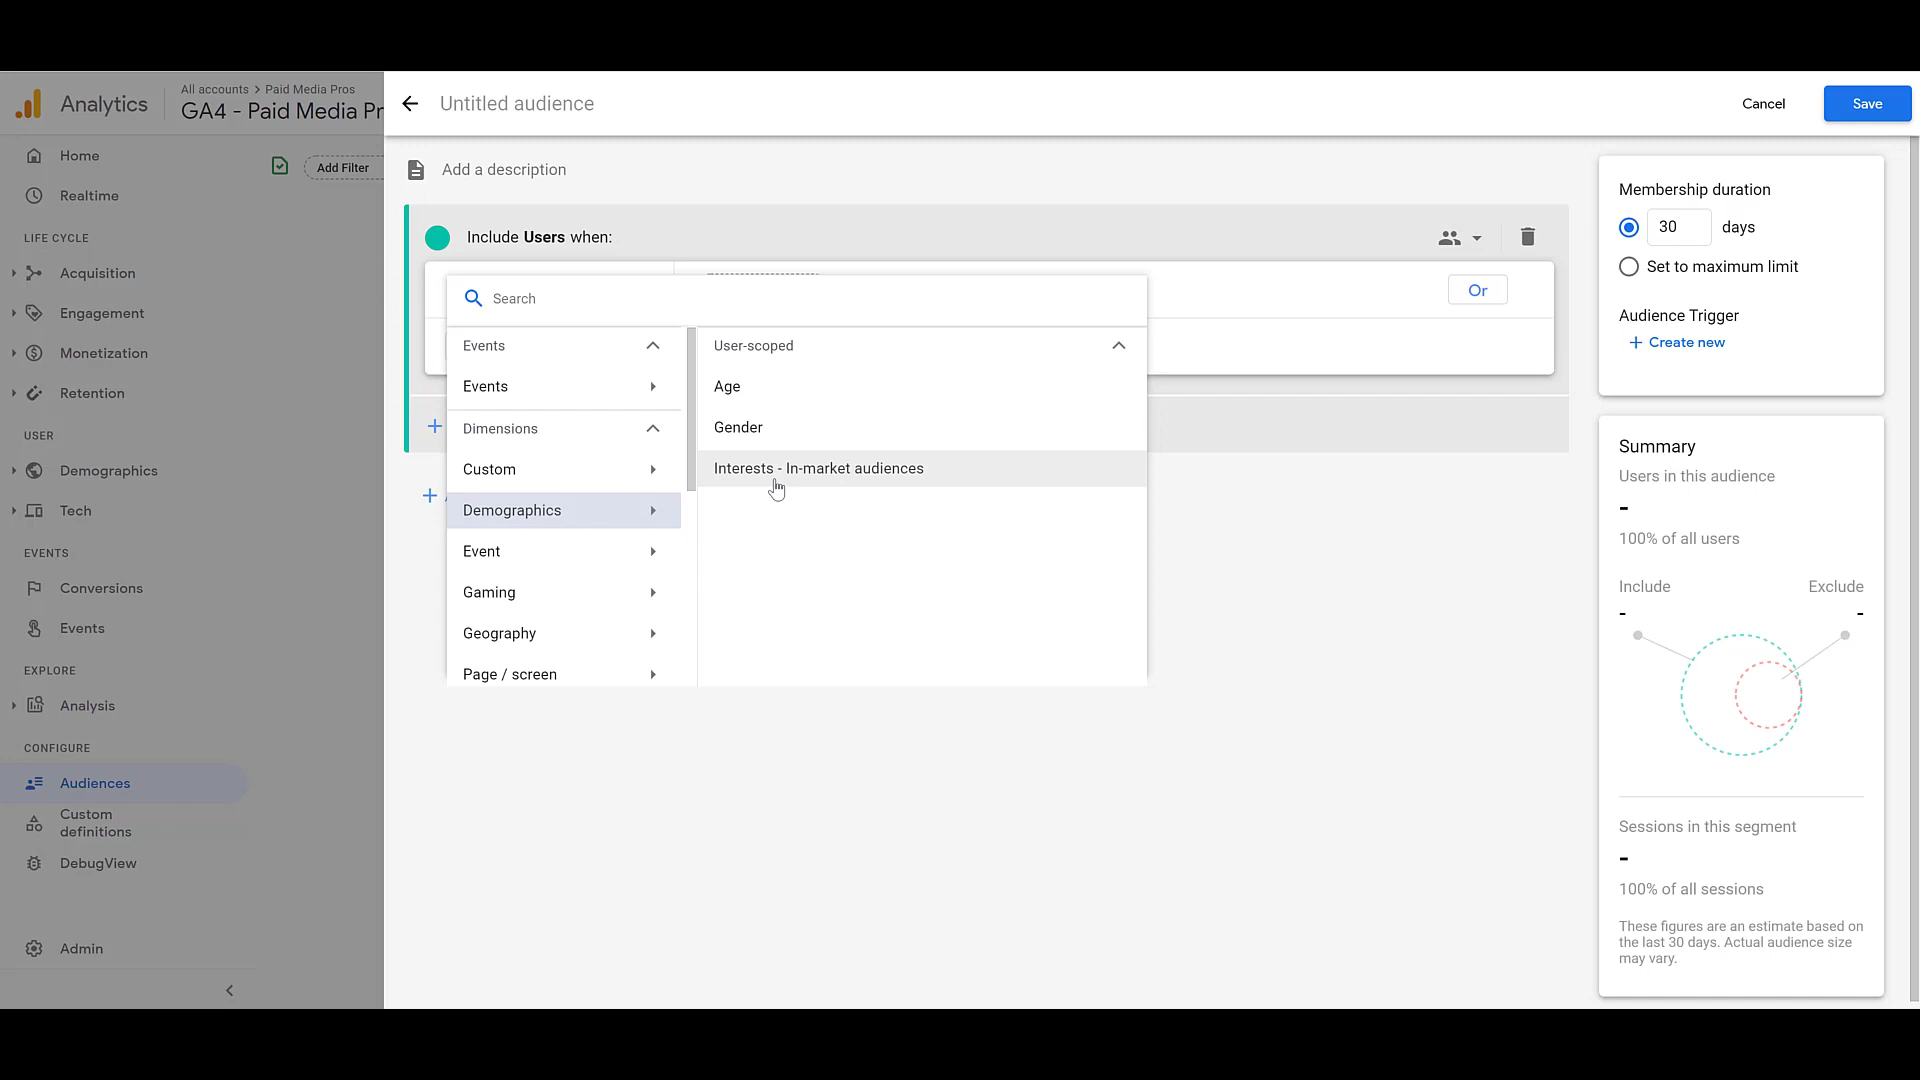 Analytics
All accounts > Paid Media Pros
GA4 - Paid Media Pr
Home
Realtime
LIFE CYCLE
Acquisition
Engagement
Monetization
Retention
USER
Demographics
Tech
EVENTS
Conversions
Events
EXPLORE
Analysis
CONFIGURE
Audiences
Custom
definitions
DebugView
Admin
Add Filter
Untitled audience
Cancel
Save
Add a description
Include Users when:
Or
Search
Events
Events
Dimensions
Custom
Demographics
Event
Gaming
Geography
Page / screen
User-scoped
Age
Gender
Interests - In-market audiences
Membership duration
30 days
Set to maximum limit
Audience Trigger
+ Create new
Summary
Users in this audience
-
100% of all users
Include Exclude
- -
Sessions in this segment
-
100% of all sessions
These figures are an estimate based on
the last 30 days. Actual audience size
may vary.